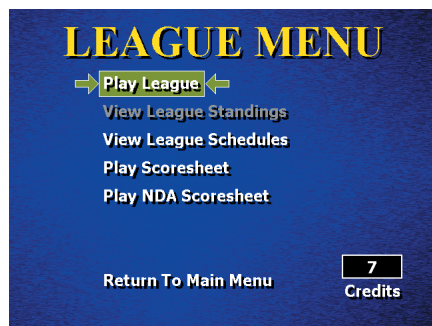 LEAGUE MENU
Play League
View League Standings
View League Schedules
Play Scoresheet
Play NDA Scoresheet
Return To Main Menu
7
Credits